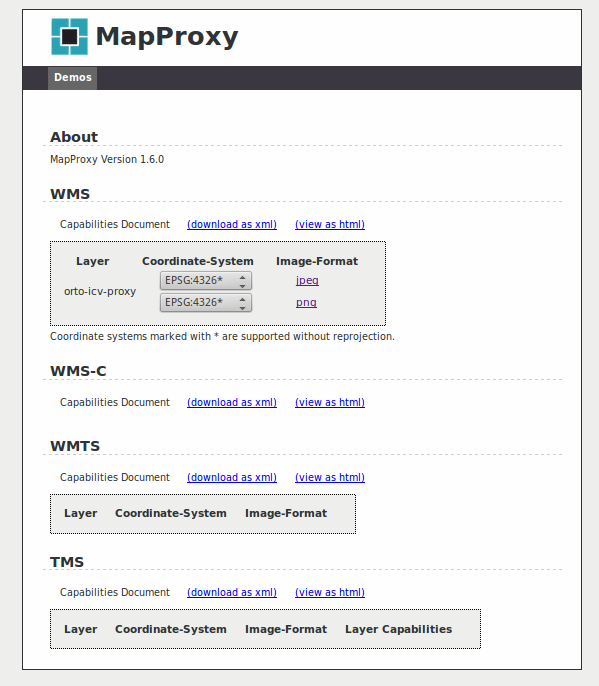 MapProxy
Demos
About
MapProxy Version 1.6.0
WMS
Capabilities Document (download as xml) (view as html)
Layer Coordinate-System Image-Format
EPSG:4326* jpeg
orto-icv-proxy
EPSG:4326* png
Coordinate systems marked with * are supported without reprojection.
WMS-C
Capabilities Document (download as xml) (view as html)
WMTS
Capabilities Document (download as xml) (view as html)
Layer Coordinate-System Image-Format
TMS
Capabilities Document (download as xml) (view as html)
Layer Coordinate-System Image-Format Layer Capabilities